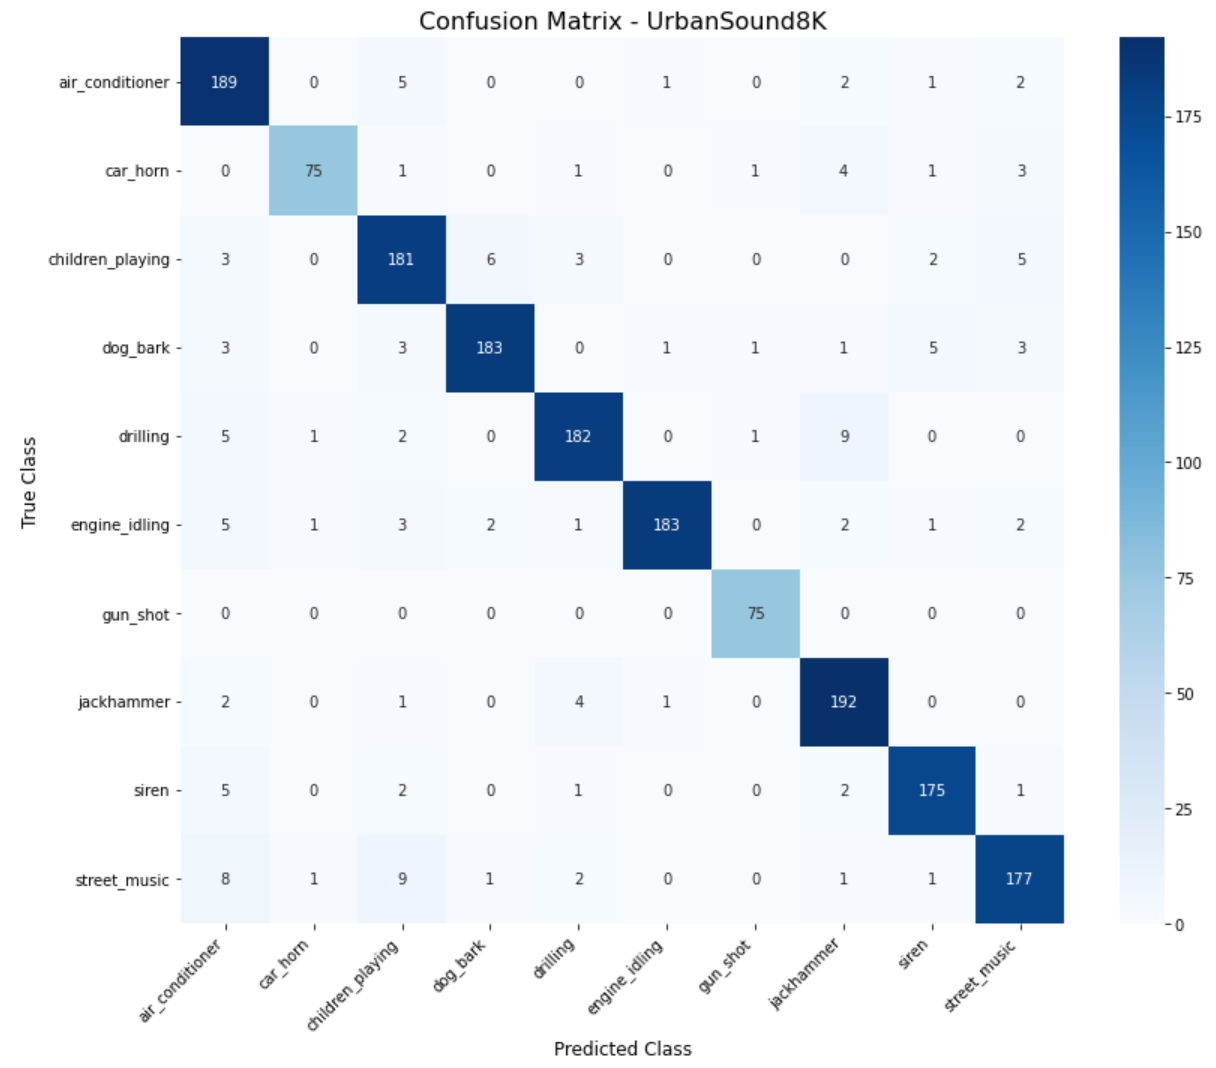 Confusion Matrix - UrbanSound8K
True Class
air_conditioner 189 0 5 0 0 1 0 2 1 2
car_horn 0 75 1 0 1 0 1 4 1 3
children_playing 3 0 181 6 3 0 0 0 2 5
dog_bark 3 0 3 183 0 1 1 1 5 3
drilling 5 1 2 0 182 0 1 9 0 0
engine_idling 5 1 3 2 1 183 0 2 1 2
gun_shot 0 0 0 0 0 0 75 0 0 0
jackhammer 2 0 1 0 4 1 0 192 0 0
siren 5 0 2 0 1 0 0 2 175 1
street_music 8 1 9 1 2 0 0 1 1 177
air_conditioner car_horn children_playing dog_bark drilling engine_idling gun_shot jackhammer siren street_music
Predicted Class
175
150
125
100
75
50
25
0